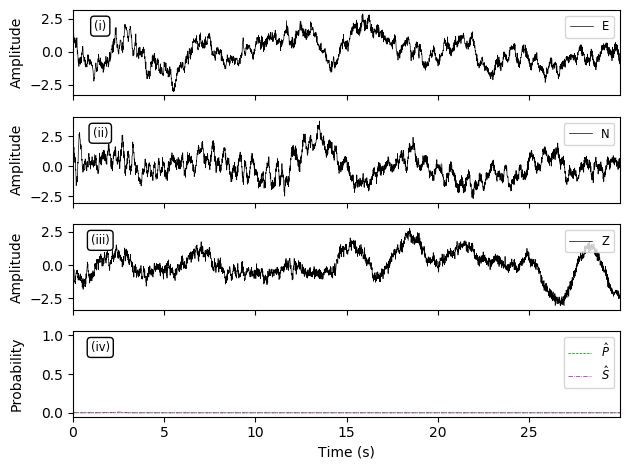 Amplitude
2.5
0.0
−2.5
(i)
E
Amplitude
2.5
0.0
−2.5
(ii)
N
Amplitude
2.5
0.0
−2.5
(iii)
Z
Probability
1.0
0.5
0.0
(iv)
P̂
Ŝ
0 5 10 15 20 25
Time (s)